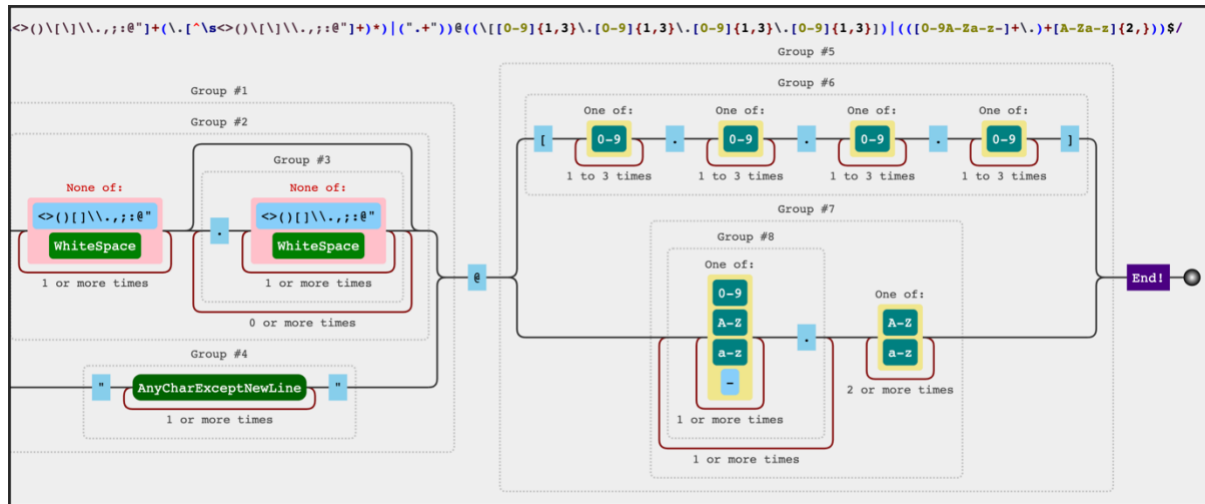 <>()\[\]\\.,;:@"]+(\.[^\s<>()\[\]\\.,;:@"]+)*)|(".+"))@((\[[0-9]{1,3}\.[0-9]{1,3}\.[0-9]{1,3}\.[0-9]{1,3}])|(([0-9A-Za-z-]+\.)+[A-Za-z]{2,}))$/
Group #5
Group #6
Group #1
One of: One of: One of: One of:
Group #2
[ 0-9 . 0-9 . 0-9 . 0-9 ]
Group #3
1 to 3 times 1 to 3 times 1 to 3 times 1 to 3 times
None of: None of:
Group #7
<>()[]\\.,;:@" . <>()[]\\.,;:@"
Group #8
WhiteSpace WhiteSpace
One of:
1 or more times 1 or more times
@ End!
0-9
One of:
0 or more times
A-Z A-Z
Group #4
a-z . a-z
" AnyCharExceptNewLine "
-
2 or more times
1 or more times
1 or more times
1 or more times